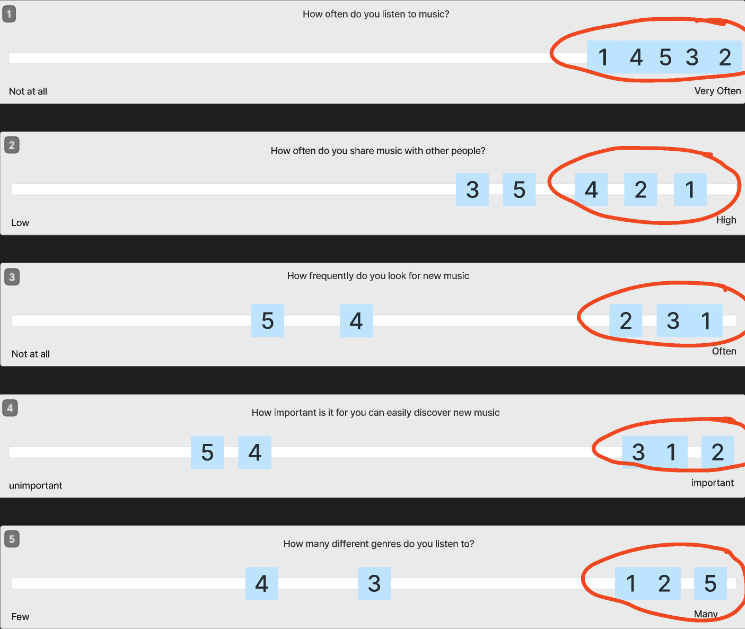 1
How often do you listen to music?
1 4 5 3 2
Not at all
Very Often
2
How often do you share music with other people?
3 5 4 2 1
Low
High
3
How frequently do you look for new music
5 4 2 3 1
Not at all
Often
4
How important is it for you can easily discover new music
5 4 3 1 2
unimportant
important
5
How many different genres do you listen to?
4 3 1 2 5
Few
Many